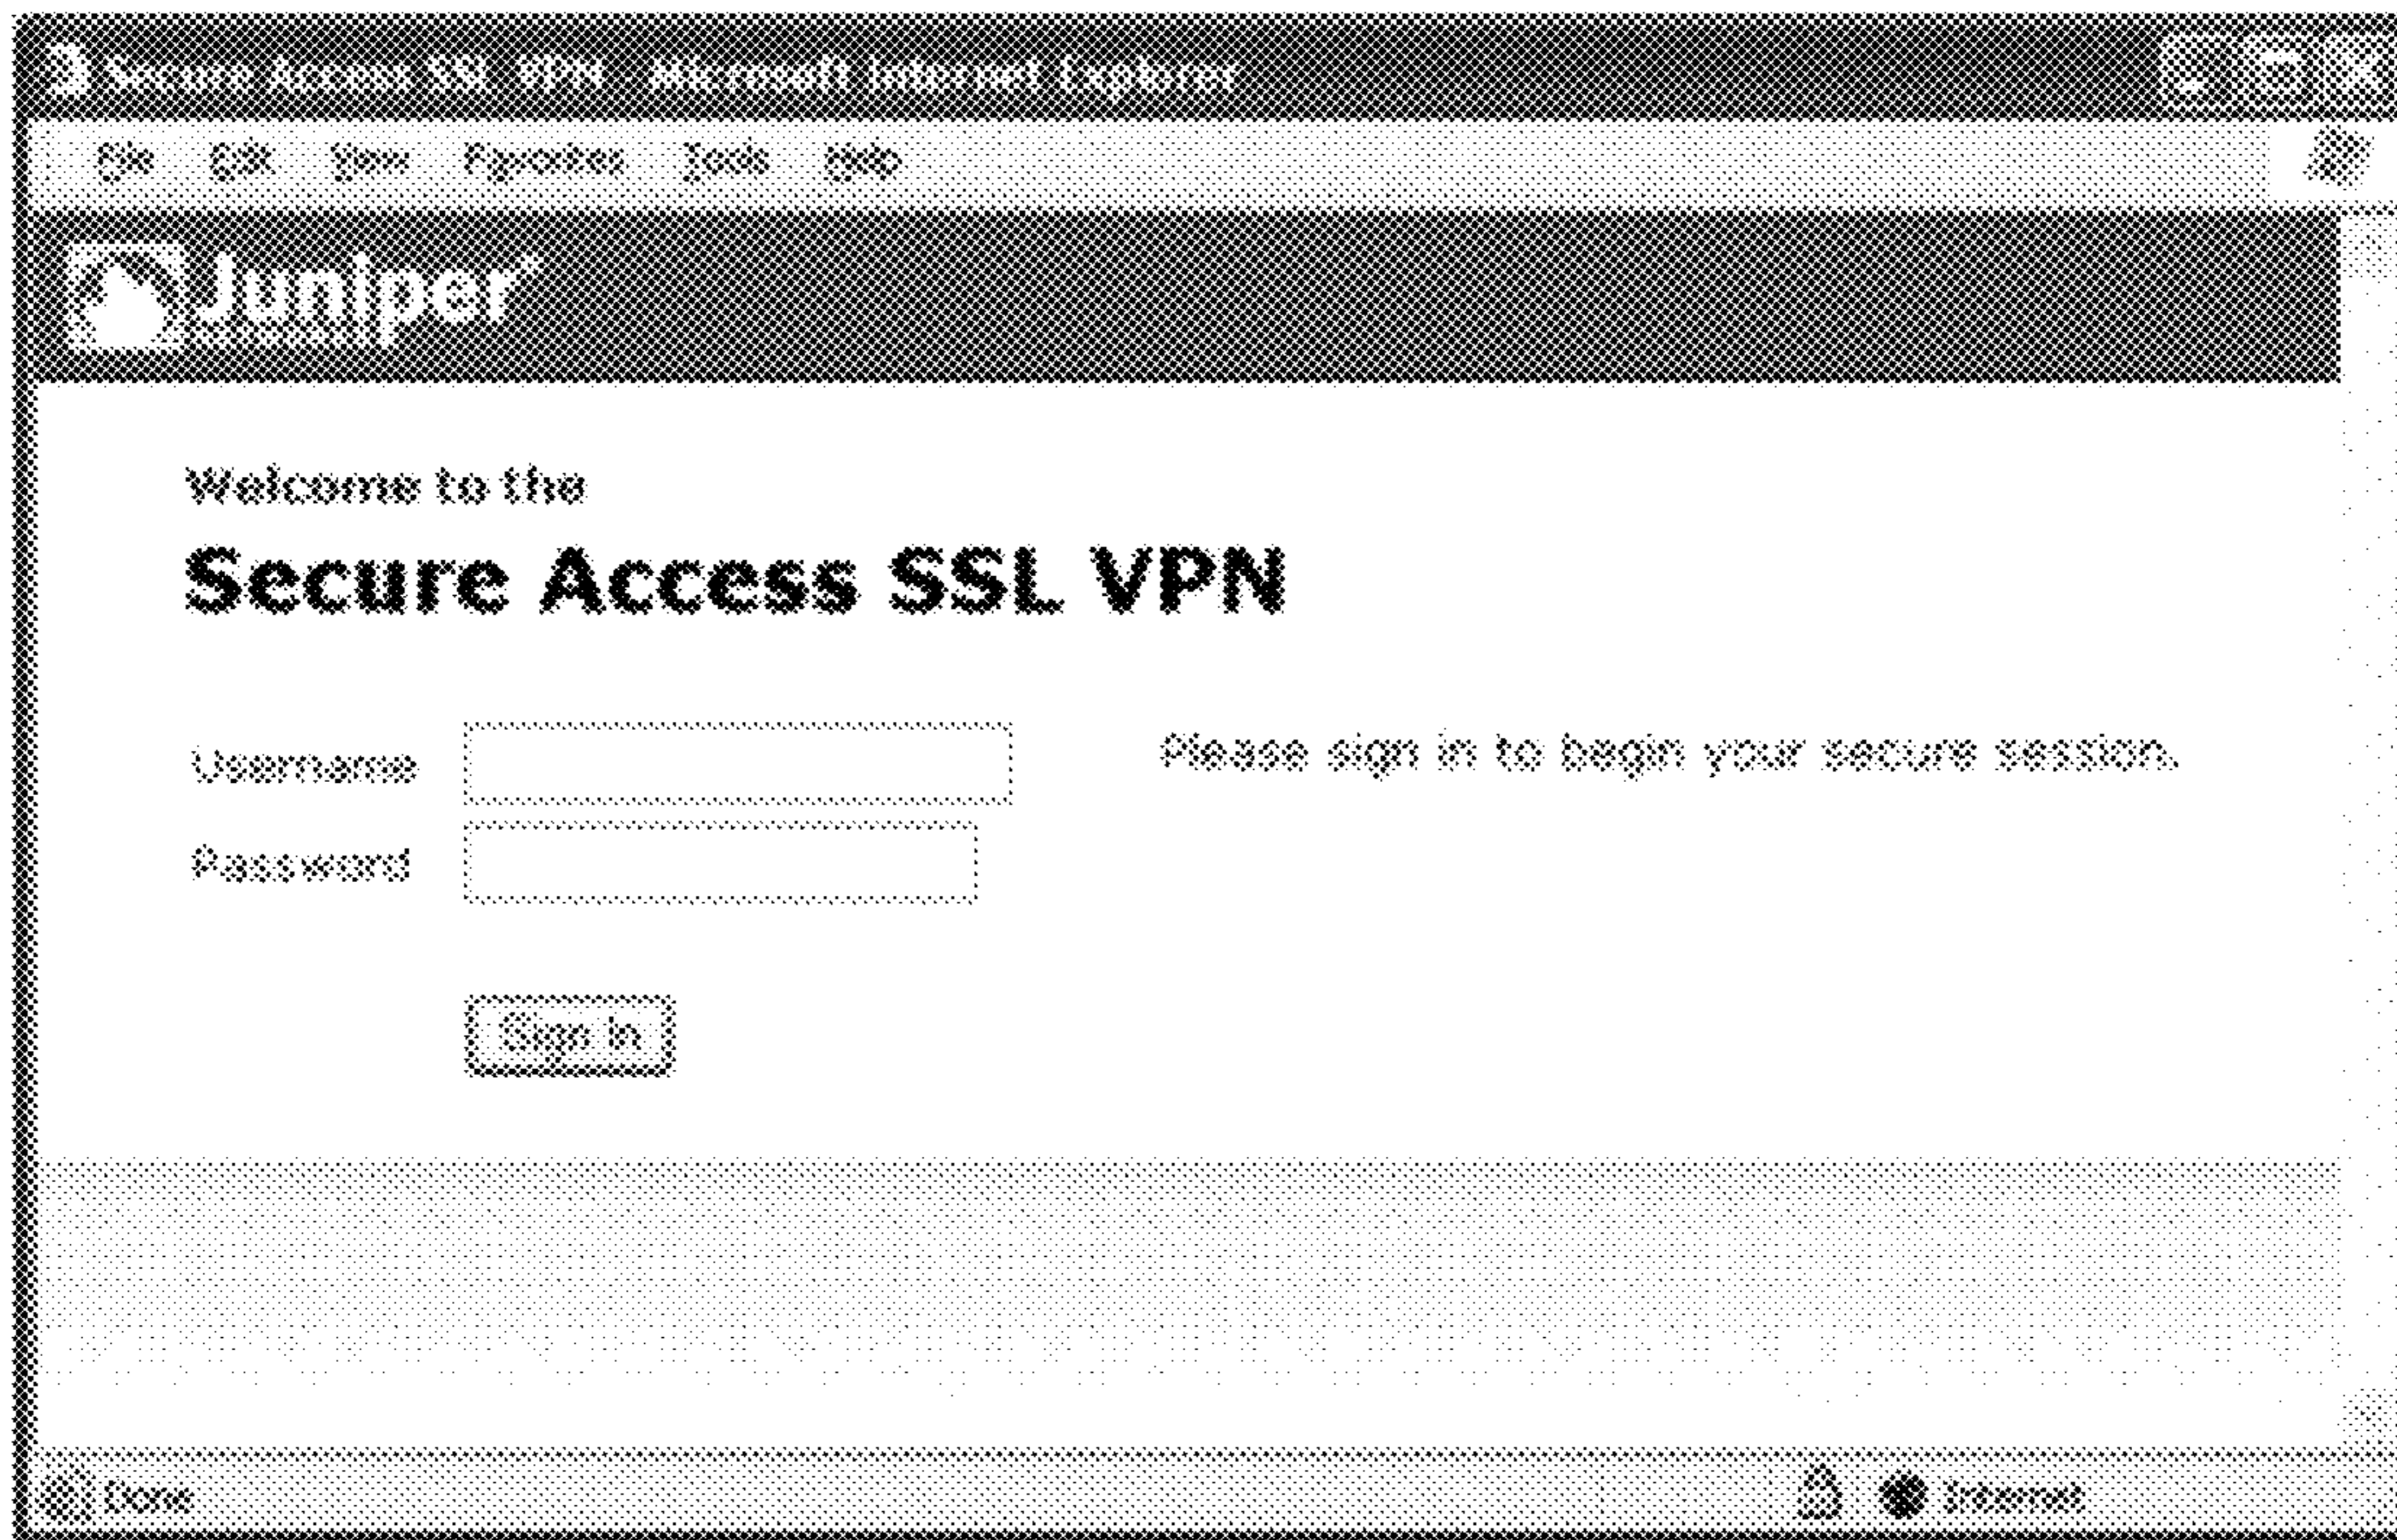 Secure Access SSL VPN - Microsoft Internet Explorer
File Edit View Favorites Tools Help
Juniper
Welcome to the
Secure Access SSL VPN
Username
Please sign in to begin your secure session.
Password
Sign In
Done
Internet